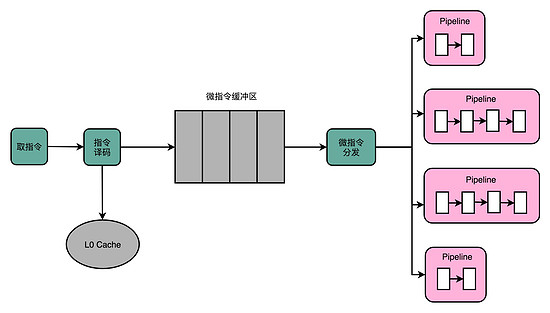 取指令
指令
译码
L0 Cache
微指令缓冲区
微指令
分发
Pipeline
Pipeline
Pipeline
Pipeline